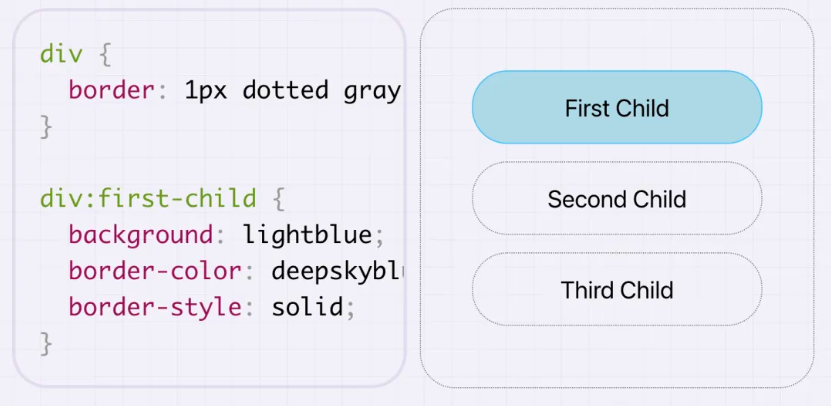 div {
  border: 1px dotted gray
}

div:first-child {
  background: lightblue;
  border-color: deepskyblu
  border-style: solid;
}
First Child
Second Child
Third Child